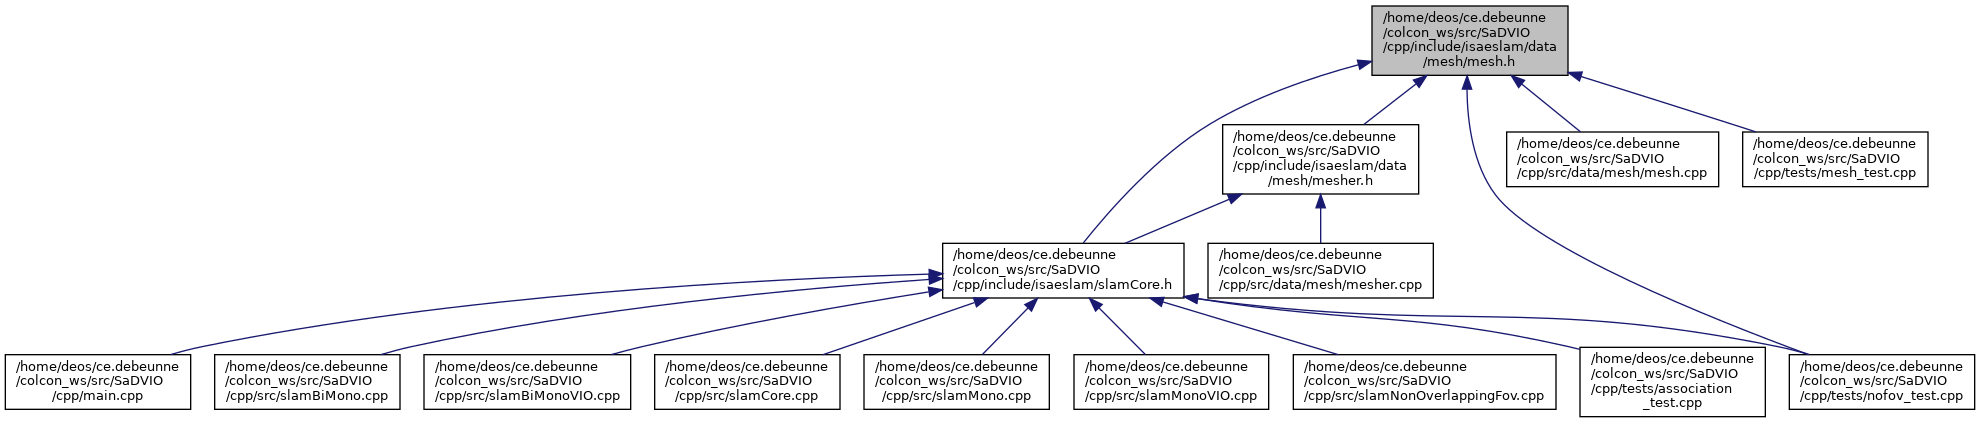 /home/deos/ce.debeunne
/colcon_ws/src/SaDVIO
/cpp/include/isaeslam/data
/mesh/mesh.h
/home/deos/ce.debeunne
/colcon_ws/src/SaDVIO
/cpp/include/isaeslam/data
/mesh/mesher.h
/home/deos/ce.debeunne
/colcon_ws/src/SaDVIO
/cpp/src/data/mesh/mesh.cpp
/home/deos/ce.debeunne
/colcon_ws/src/SaDVIO
/cpp/tests/mesh_test.cpp
/home/deos/ce.debeunne
/colcon_ws/src/SaDVIO
/cpp/include/isaeslam/slamCore.h
/home/deos/ce.debeunne
/colcon_ws/src/SaDVIO
/cpp/src/data/mesh/mesher.cpp
/home/deos/ce.debeunne
/colcon_ws/src/SaDVIO
/cpp/main.cpp
/home/deos/ce.debeunne
/colcon_ws/src/SaDVIO
/cpp/src/slamBiMono.cpp
/home/deos/ce.debeunne
/colcon_ws/src/SaDVIO
/cpp/src/slamBiMonoVIO.cpp
/home/deos/ce.debeunne
/colcon_ws/src/SaDVIO
/cpp/src/slamCore.cpp
/home/deos/ce.debeunne
/colcon_ws/src/SaDVIO
/cpp/src/slamMono.cpp
/home/deos/ce.debeunne
/colcon_ws/src/SaDVIO
/cpp/src/slamMonoVIO.cpp
/home/deos/ce.debeunne
/colcon_ws/src/SaDVIO
/cpp/src/slamNonOverlappingFov.cpp
/home/deos/ce.debeunne
/colcon_ws/src/SaDVIO
/cpp/tests/association
_test.cpp
/home/deos/ce.debeunne
/colcon_ws/src/SaDVIO
/cpp/tests/nofov_test.cpp